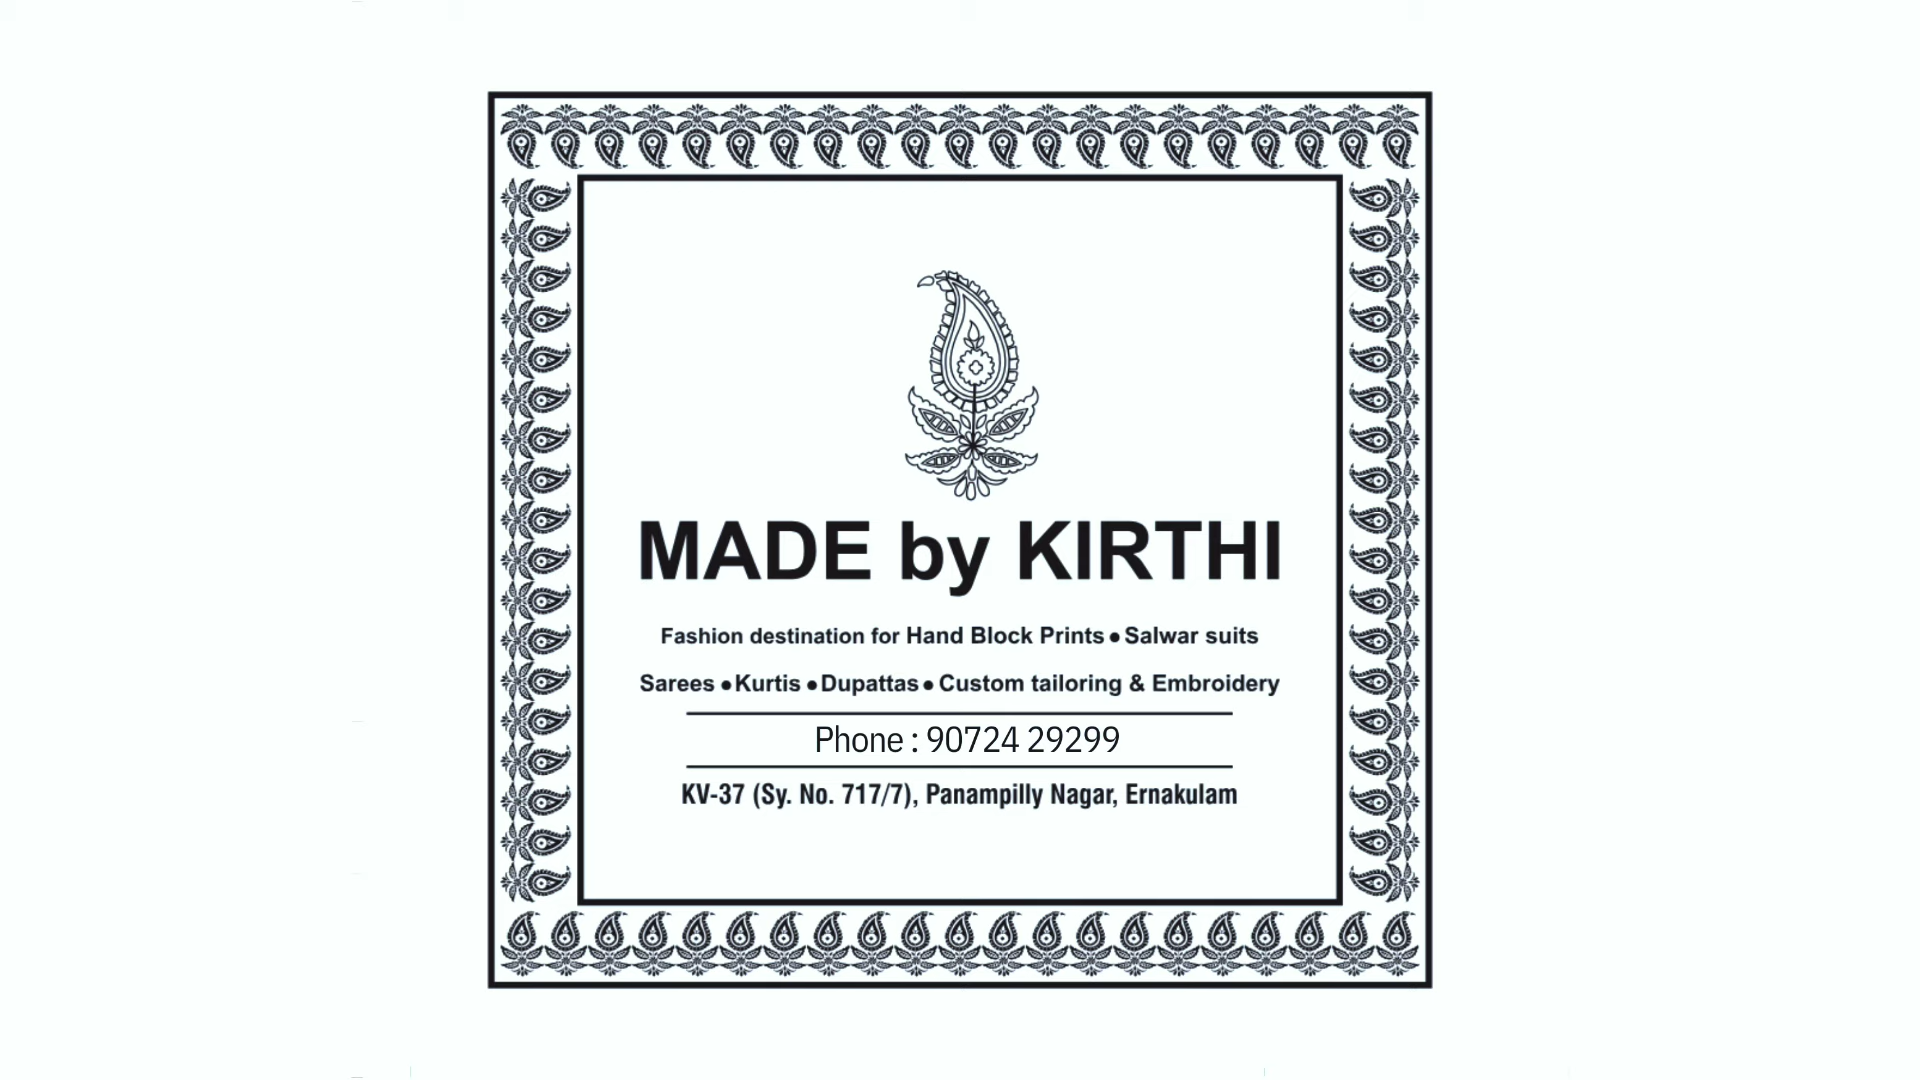 MADE by KIRTHI
Fashion destination for Hand Block Prints • Salwar suits
Sarees • Kurtis • Dupattas • Custom tailoring & Embroidery
Phone : 90724 29299
KV-37 (Sy. No. 717/7), Panampilly Nagar, Ernakulam